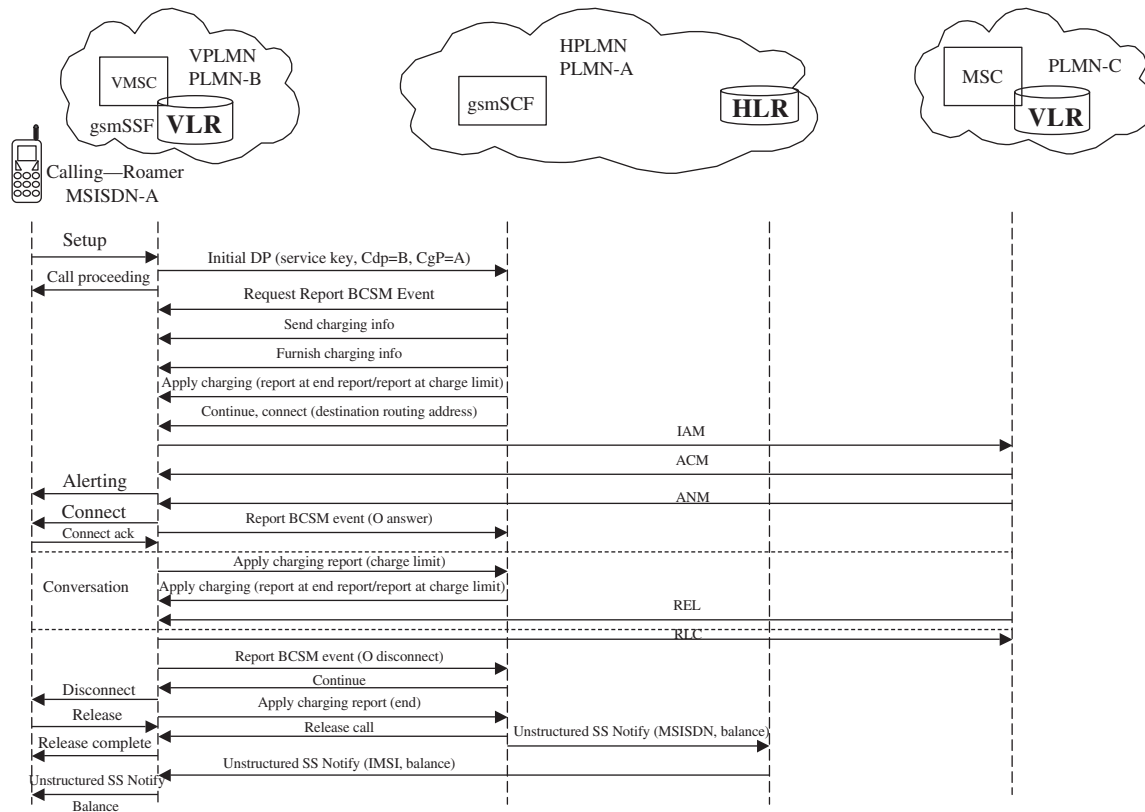 VPLMN
PLMN-B
VMSC
gsmSSF
VLR
HPLMN
PLMN-A
gsmSCF
HLR
MSC
PLMN-C
VLR
Calling—Roamer
MSISDN-A
Setup
Initial DP (service key, Cdp=B, CgP=A)
Call proceeding
Request Report BCSM Event
Send charging info
Furnish charging info
Apply charging (report at end report/report at charge limit)
Continue, connect (destination routing address)
IAM
ACM
Alerting
ANM
Connect
Report BCSM event (O answer)
Connect ack
Apply charging report (charge limit)
Conversation
Apply charging (report at end report/report at charge limit)
REL
RLC
Report BCSM event (O disconnect)
Continue
Disconnect
Apply charging report (end)
Release
Release call
Unstructured SS Notify (MSISDN, balance)
Release complete
Unstructured SS Notify (IMSI, balance)
Unstructured SS Notify
Balance